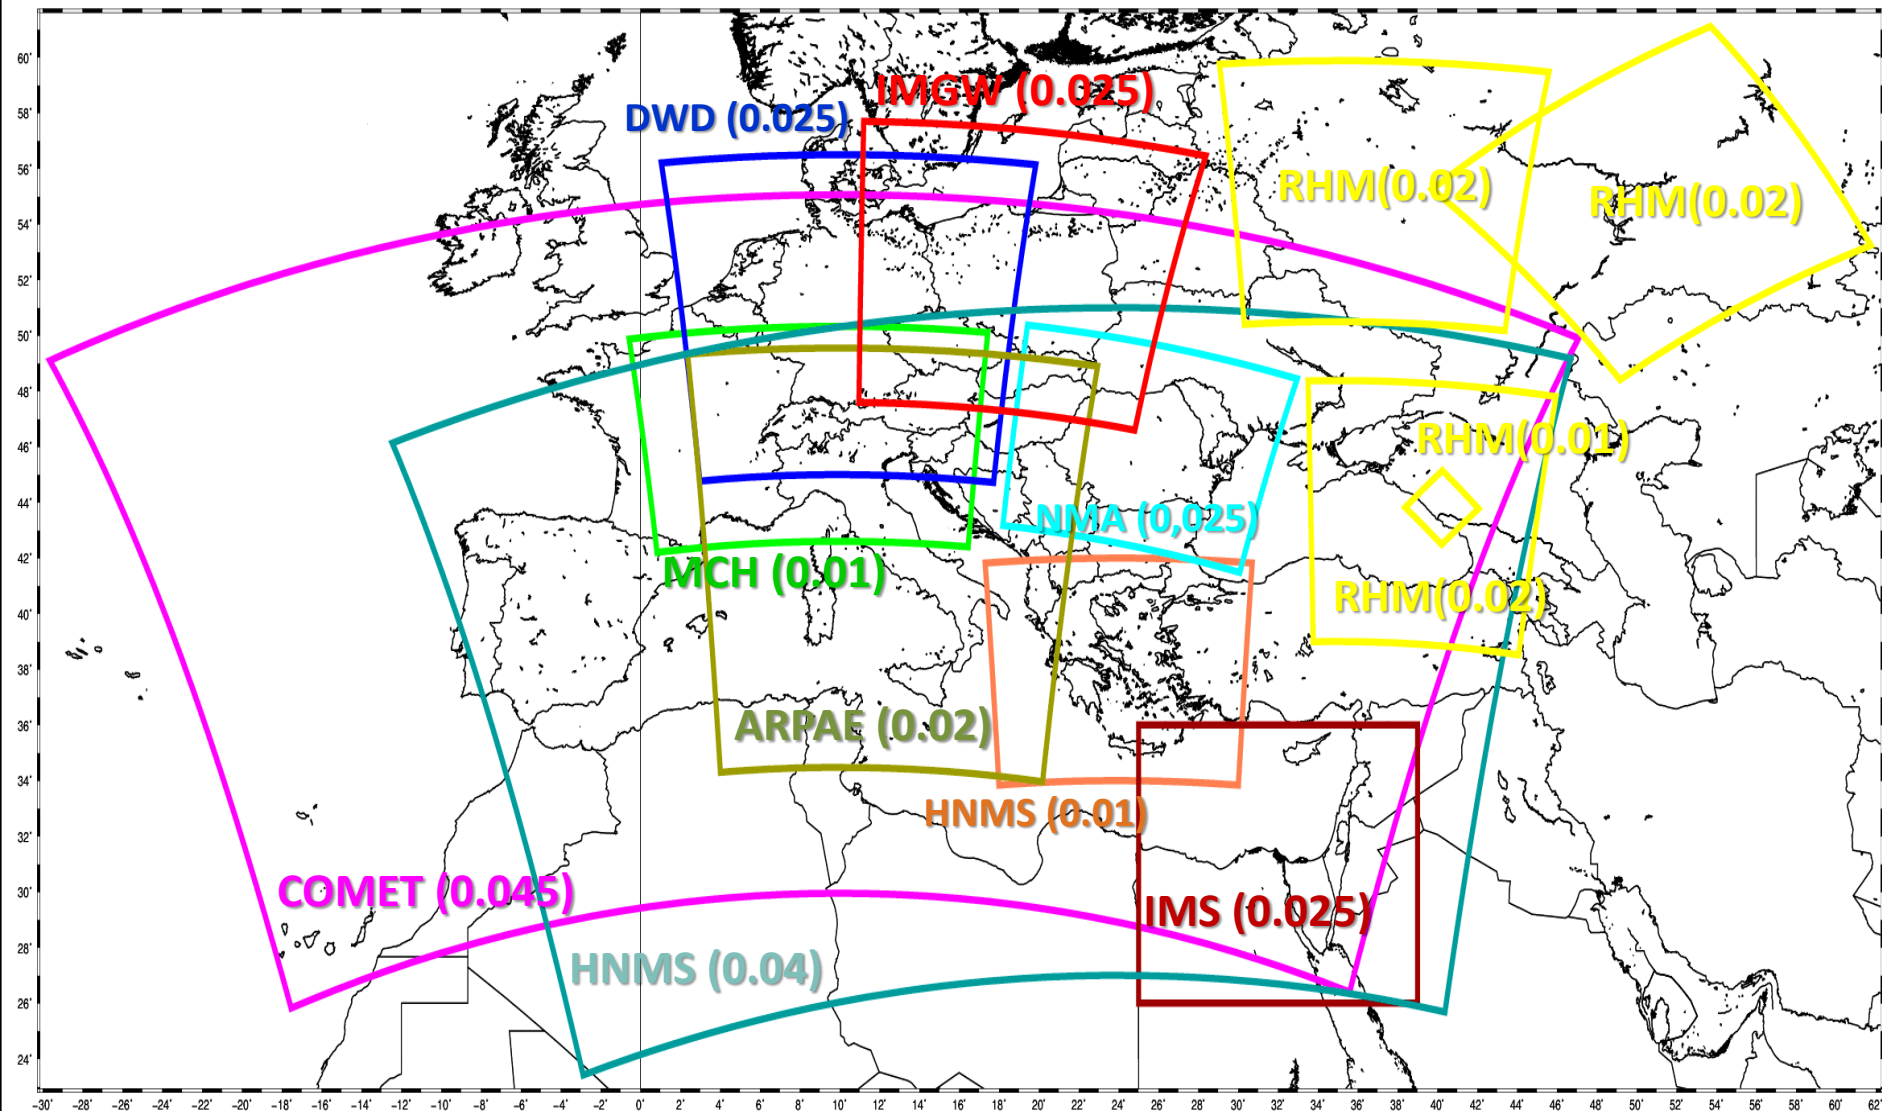 60'
IMGW (0.025)
DWD (0.025)
58'
56'
RHM(0.02)
RHM(0.02)
54'
52'
50'
48'
46'
RHM(0.01)
44'
NMA (0,025)
42'
MCH (0.01)
RHM(0.02)
40'
38'
ARPAE (0.02)
36'
34'
HNMS (0.01)
32'
COMET (0.045)
30'
IMS (0.025)
28'
HNMS (0.04)
26'
24'
-30' -28' -26' -24' -22' -20' -18' -16' -14' -12' -10' -8' -6' -4' -2' 0' 2' 4' 6' 8' 10' 12' 14' 16' 18' 20' 22' 24' 26' 28' 30' 32' 34' 36' 38' 40' 42' 44' 46' 48' 50' 52' 54' 56' 58' 60' 62'